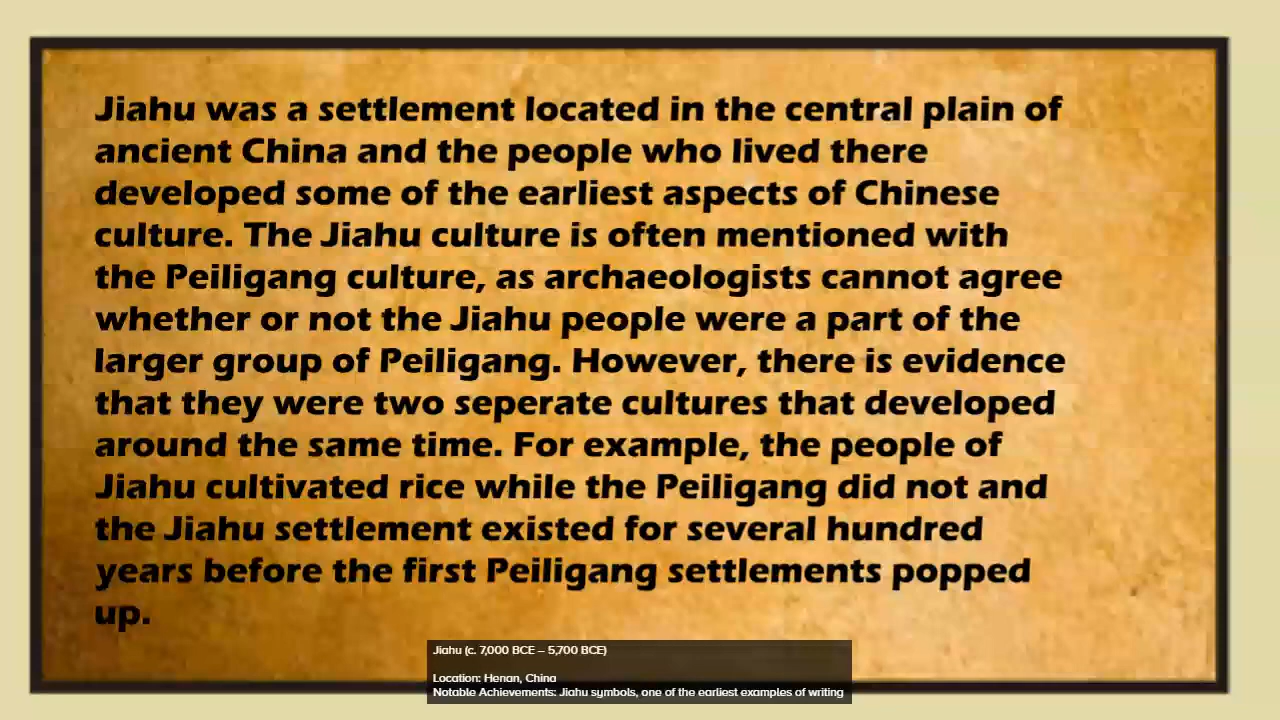 Jiahu was a settlement located in the central plain of
ancient China and the people who lived there
developed some of the earliest aspects of Chinese
culture. The Jiahu culture is often mentioned with
the Peiligang culture, as archaeologists cannot agree
whether or not the Jiahu people were a part of the
larger group of Peiligang. However, there is evidence
that they were two seperate cultures that developed
around the same time. For example, the people of
Jiahu cultivated rice while the Peiligang did not and
the Jiahu settlement existed for several hundred
years before the first Peiligang settlements popped
up.
Jiahu (c. 7,000 BCE – 5,700 BCE)
Location: Henan, China
Notable Achievements: Jiahu symbols, one of the earliest examples of writing